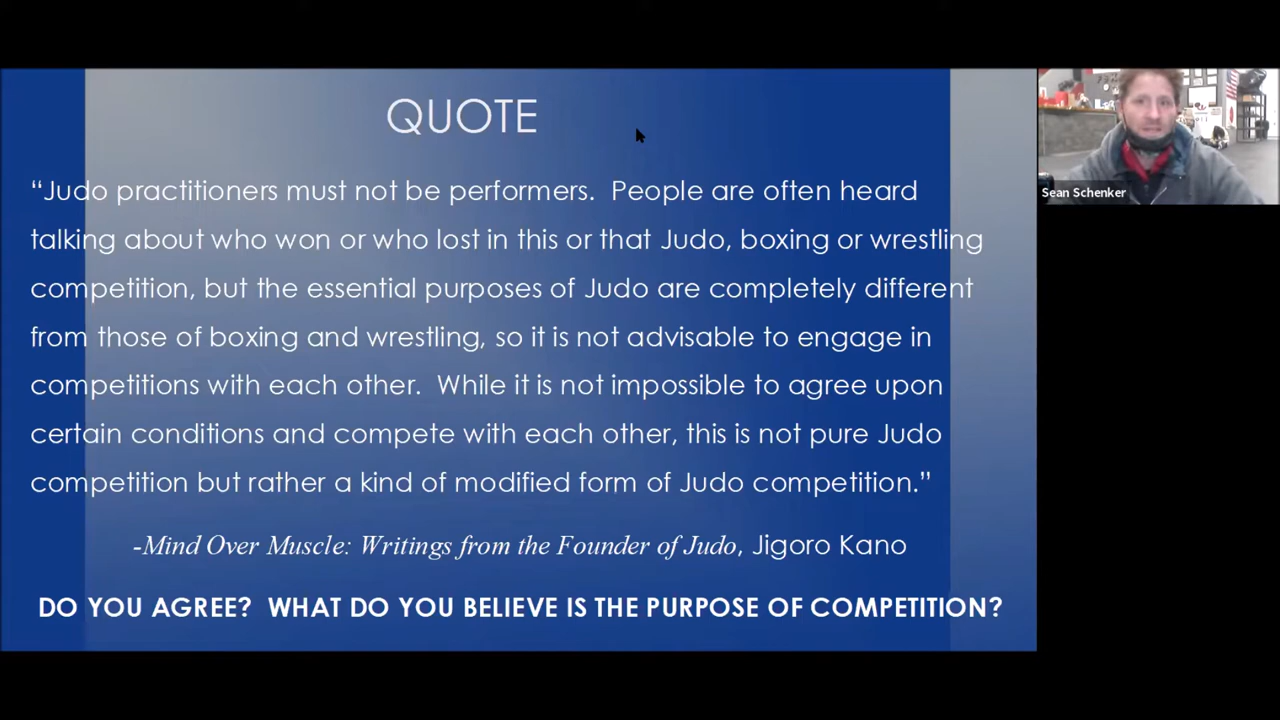 QUOTE
“Judo practitioners must not be performers. People are often heard
talking about who won or who lost in this or that Judo, boxing or wrestling
competition, but the essential purposes of Judo are completely different
from those of boxing and wrestling, so it is not advisable to engage in
competitions with each other. While it is not impossible to agree upon
certain conditions and compete with each other, this is not pure Judo
competition but rather a kind of modified form of Judo competition.”
-Mind Over Muscle: Writings from the Founder of Judo, Jigoro Kano
DO YOU AGREE? WHAT DO YOU BELIEVE IS THE PURPOSE OF COMPETITION?
Sean Schenker